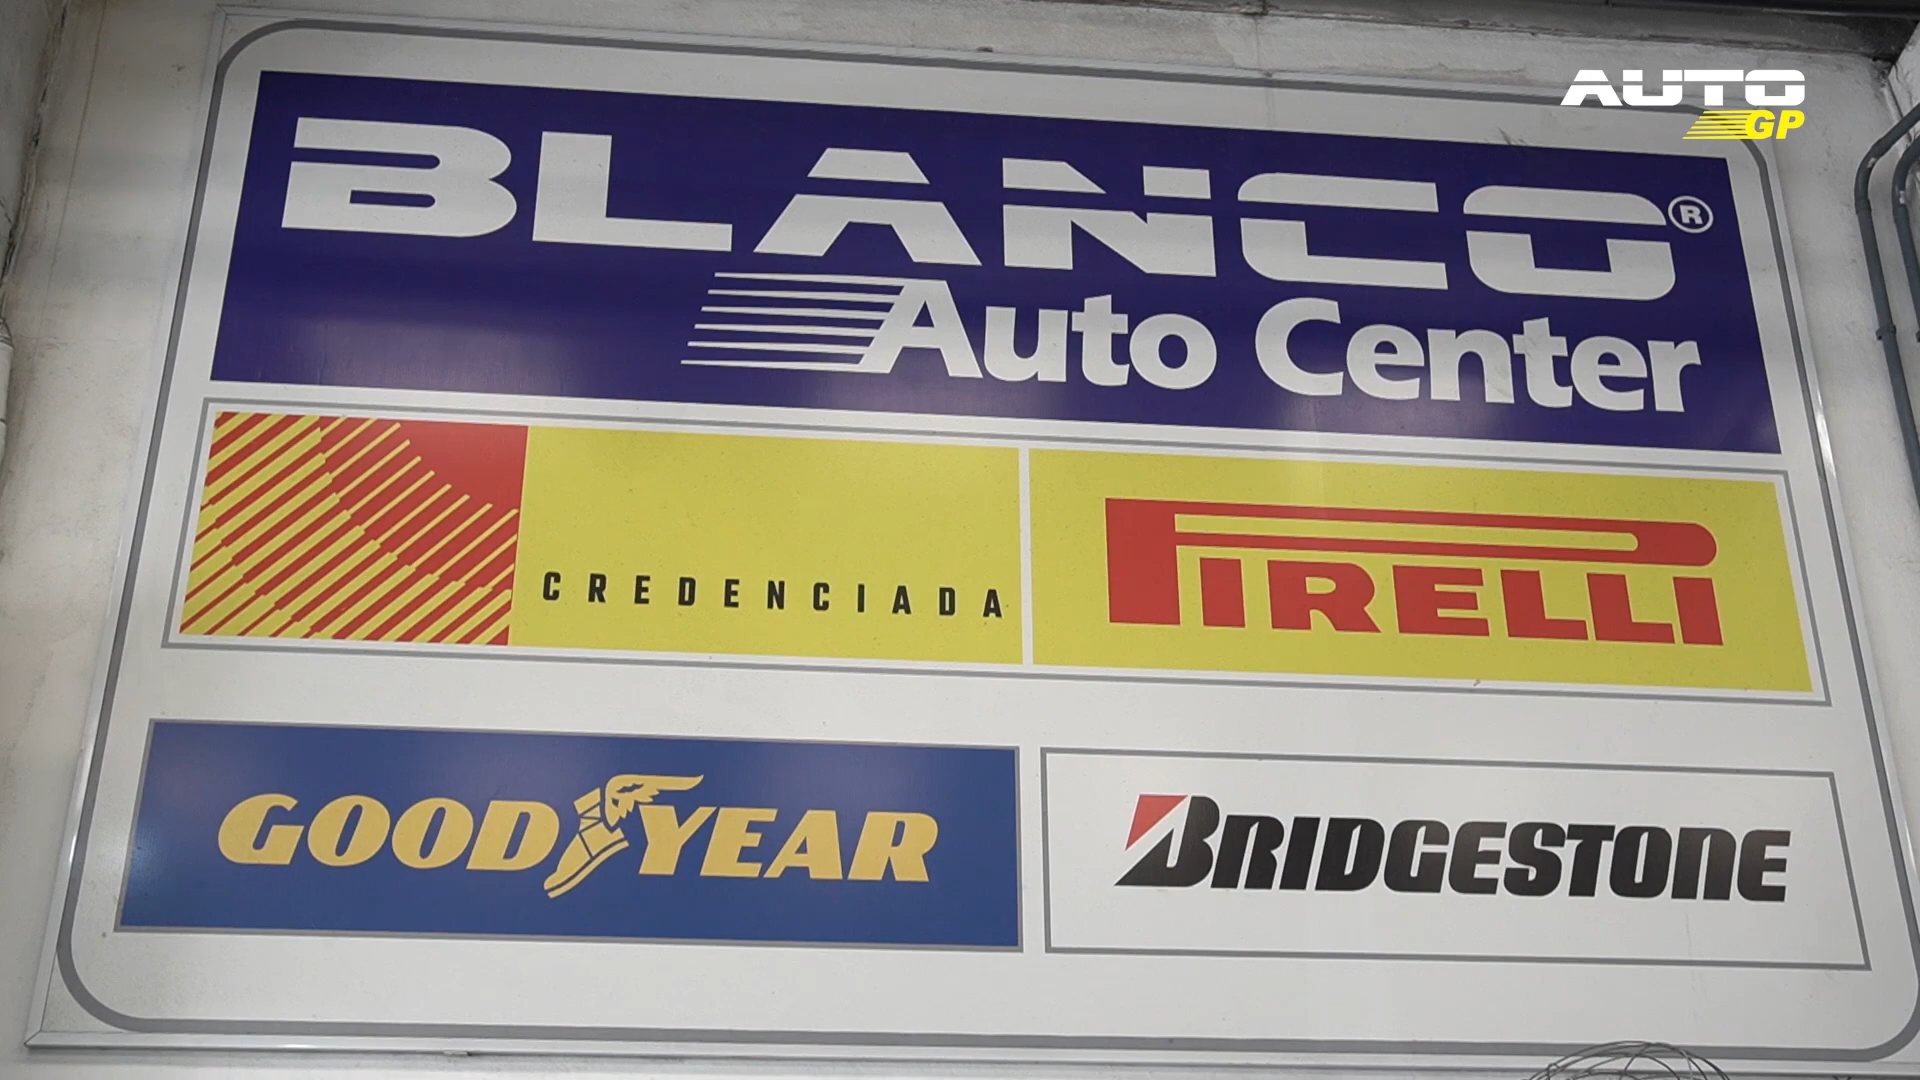 AUTO
GP
BLANCO®
Auto Center
CREDENCIADA
PIRELLI
GOODYEAR
BRIDGESTONE